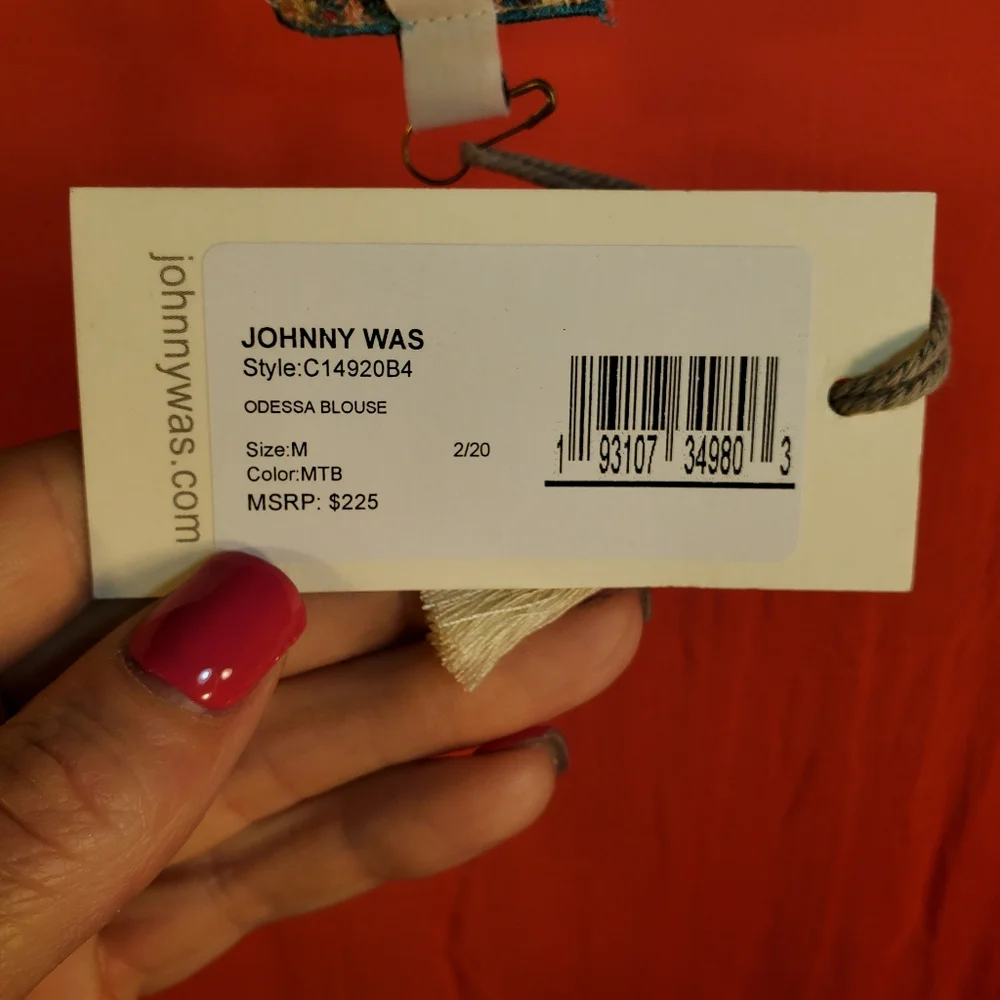 johnnywas.com
JOHNNY WAS
Style:C14920B4
ODESSA BLOUSE
Size:M 2/20
Color:MTB
MSRP: $225
1 93107 34980 3